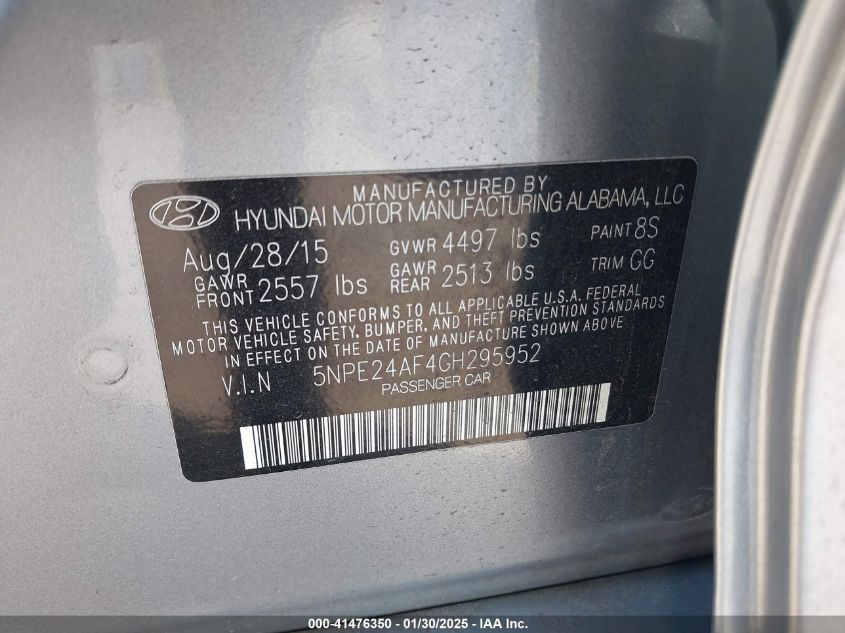 MANUFACTURED BY
HYUNDAI MOTOR MANUFACTURING ALABAMA, LLC
Aug/28/15 GVWR 4497 lbs PAINT 8S
GAWR FRONT 2557 lbs GAWR REAR 2513 lbs TRIM GG
THIS VEHICLE CONFORMS TO ALL APPLICABLE U.S.A. FEDERAL
MOTOR VEHICLE SAFETY, BUMPER, AND THEFT PREVENTION STANDARDS
IN EFFECT ON THE DATE OF MANUFACTURE SHOWN ABOVE
V.I.N 5NPE24AF4GH295952
PASSENGER CAR
000-41476350 - 01/30/2025 - IAA Inc.